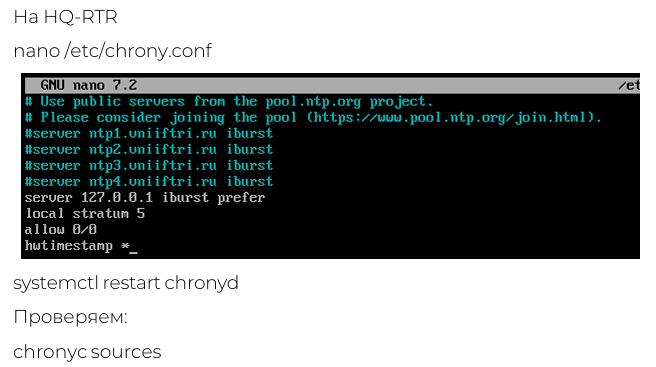 На HQ-RTR
nano /etc/chrony.conf
GNU nano 7.2 /et
# Use public servers from the pool.ntp.org project.
# Please consider joining the pool (https://www.pool.ntp.org/join.html).
#server ntp1.vniiftri.ru iburst
#server ntp2.vniiftri.ru iburst
#server ntp3.vniiftri.ru iburst
#server ntp4.vniiftri.ru iburst
server 127.0.0.1 iburst prefer
local stratum 5
allow 0/0
hwtimestamp *_
systemctl restart chronyd
Проверяем:
chronyc sources